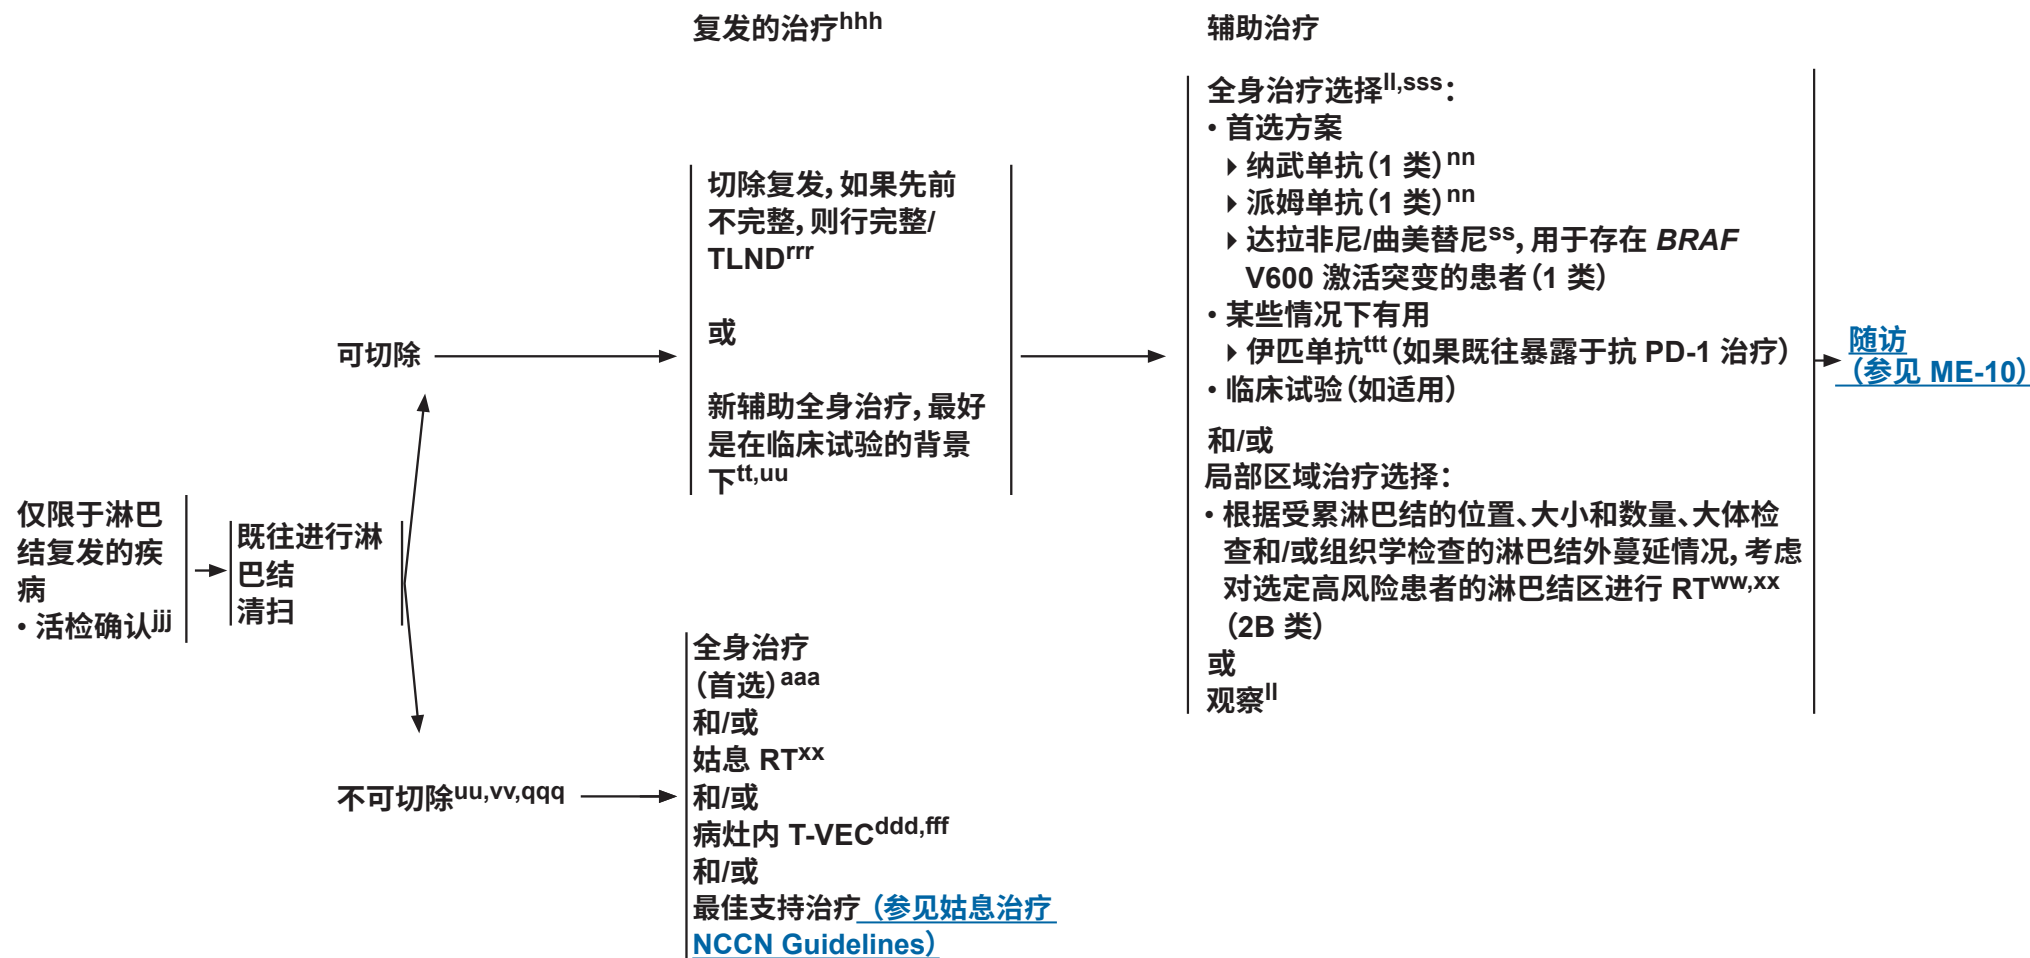 复发的治疗hhh
辅助治疗
仅限于淋巴
结复发的疾
病
• 活检确认jjj
既往进行淋
巴结
清扫
可切除
切除复发，如果先前
不完整，则行完整/
TLNDrrr
或
新辅助全身治疗，最好
是在临床试验的背景
下tt,uu
全身治疗选择ll,sss：
• 首选方案
纳武单抗（1 类）nn
派姆单抗（1 类）nn
达拉非尼/曲美替尼ss，用于存在 BRAF
V600 激活突变的患者（1 类）
• 某些情况下有用
伊匹单抗ttt（如果既往暴露于抗 PD-1 治疗）
• 临床试验（如适用）
和/或
局部区域治疗选择：
• 根据受累淋巴结的位置、大小和数量、大体检
查和/或组织学检查的淋巴结外蔓延情况，考虑
对选定高风险患者的淋巴结区进行 RTww,xx
（2B 类）
或
观察ll
随访
（参见 ME-10）
不可切除uu,vv,qqq
全身治疗
（首选）aaa
和/或
姑息 RTxx
和/或
病灶内 T-VECddd,fff
和/或
最佳支持治疗（参见姑息治疗
NCCN Guidelines）